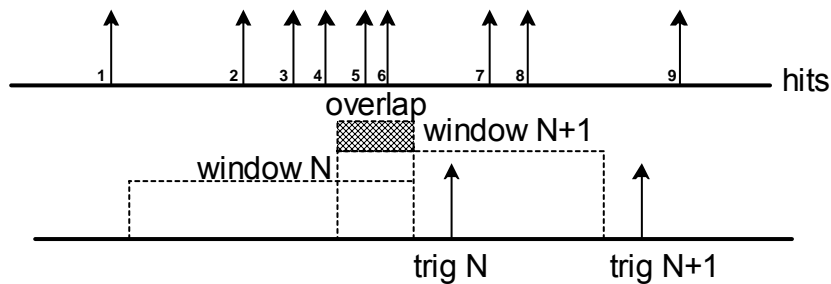 1 2 3 4 5 6 7 8 9
hits
overlap
window N+1
window N
trig N trig N+1